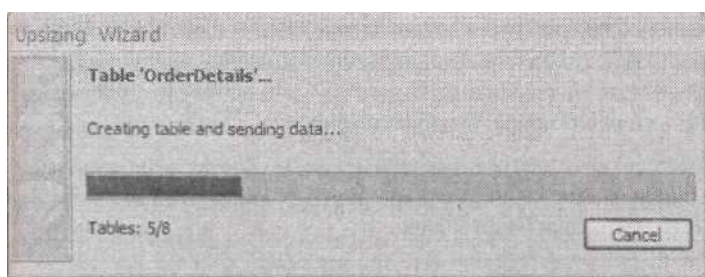 Upsizing Wizard
Table 'OrderDetails'...
Creating table and sending data...
Tables: 5/8
Cancel